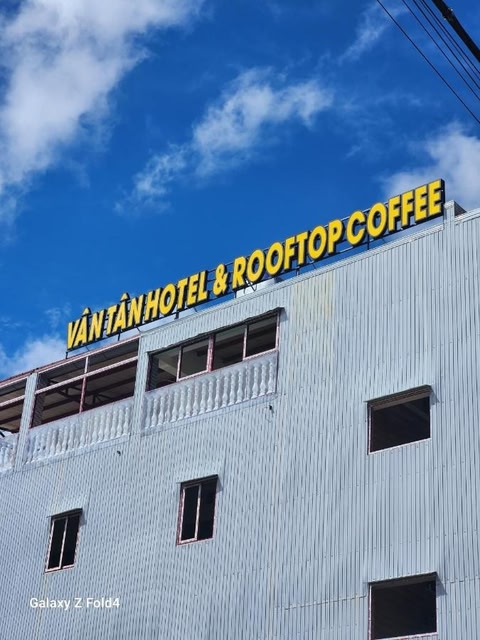 VÂN TÂN HOTEL & ROOFTOP COFFEE
Galaxy Z Fold4